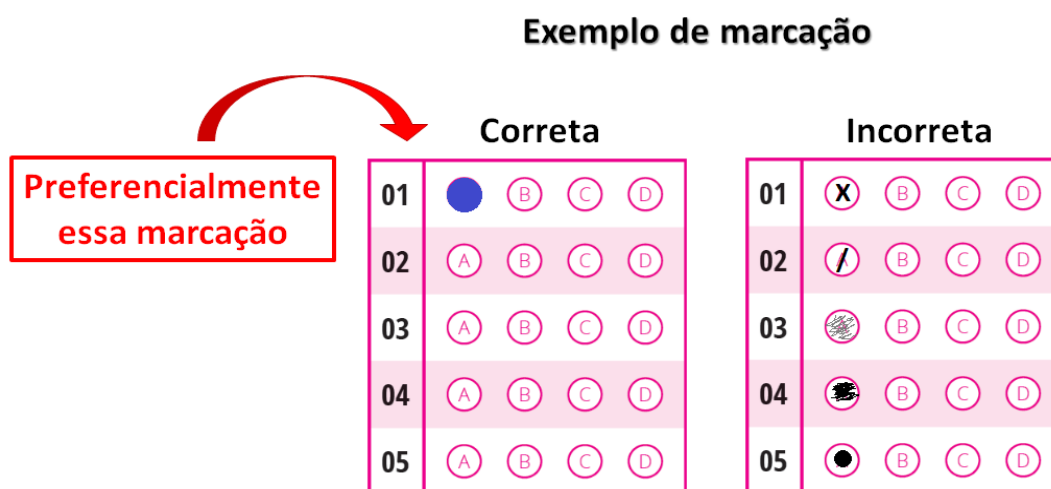 Exemplo de marcação
Correta
Incorreta
Preferencialmente
essa marcação
01 B C D
02 A B C D
03 A B C D
04 A B C D
05 A B C D
01 X B C D
02 A B C D
03 B C D
04 B C D
05 B C D